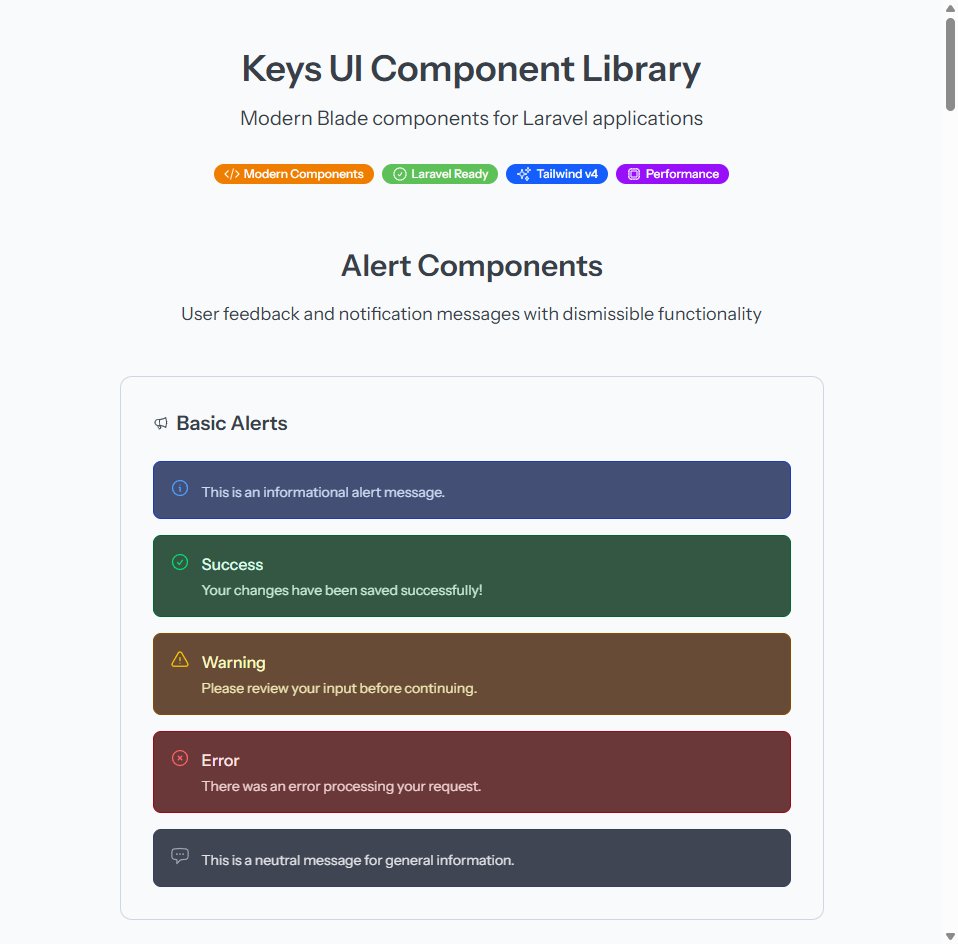 Keys UI Component Library
Modern Blade components for Laravel applications
</> Modern Components Laravel Ready Tailwind v4 Performance
Alert Components
User feedback and notification messages with dismissible functionality
Basic Alerts
This is an informational alert message.
Success
Your changes have been saved successfully!
Warning
Please review your input before continuing.
Error
There was an error processing your request.
This is a neutral message for general information.